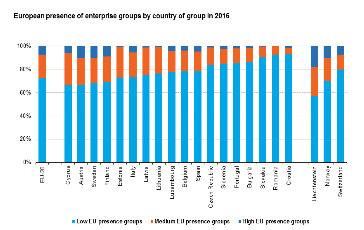 European presence of enterprise groups by country of group in 2016
100%
80%
60%
40%
20%
0%
EU-28
Cyprus
Austria
Sweden
Finland
Estonia
Italy
Latvia
Lithuania
Luxembourg
Belgium
Spain
Czech Republic
Slovenia
Portugal
Bulgaria
Slovakia
Romania
Croatia
Liechtenstein
Norway
Switzerland
Low EU presence groups Medium EU presence groups High EU presence groups